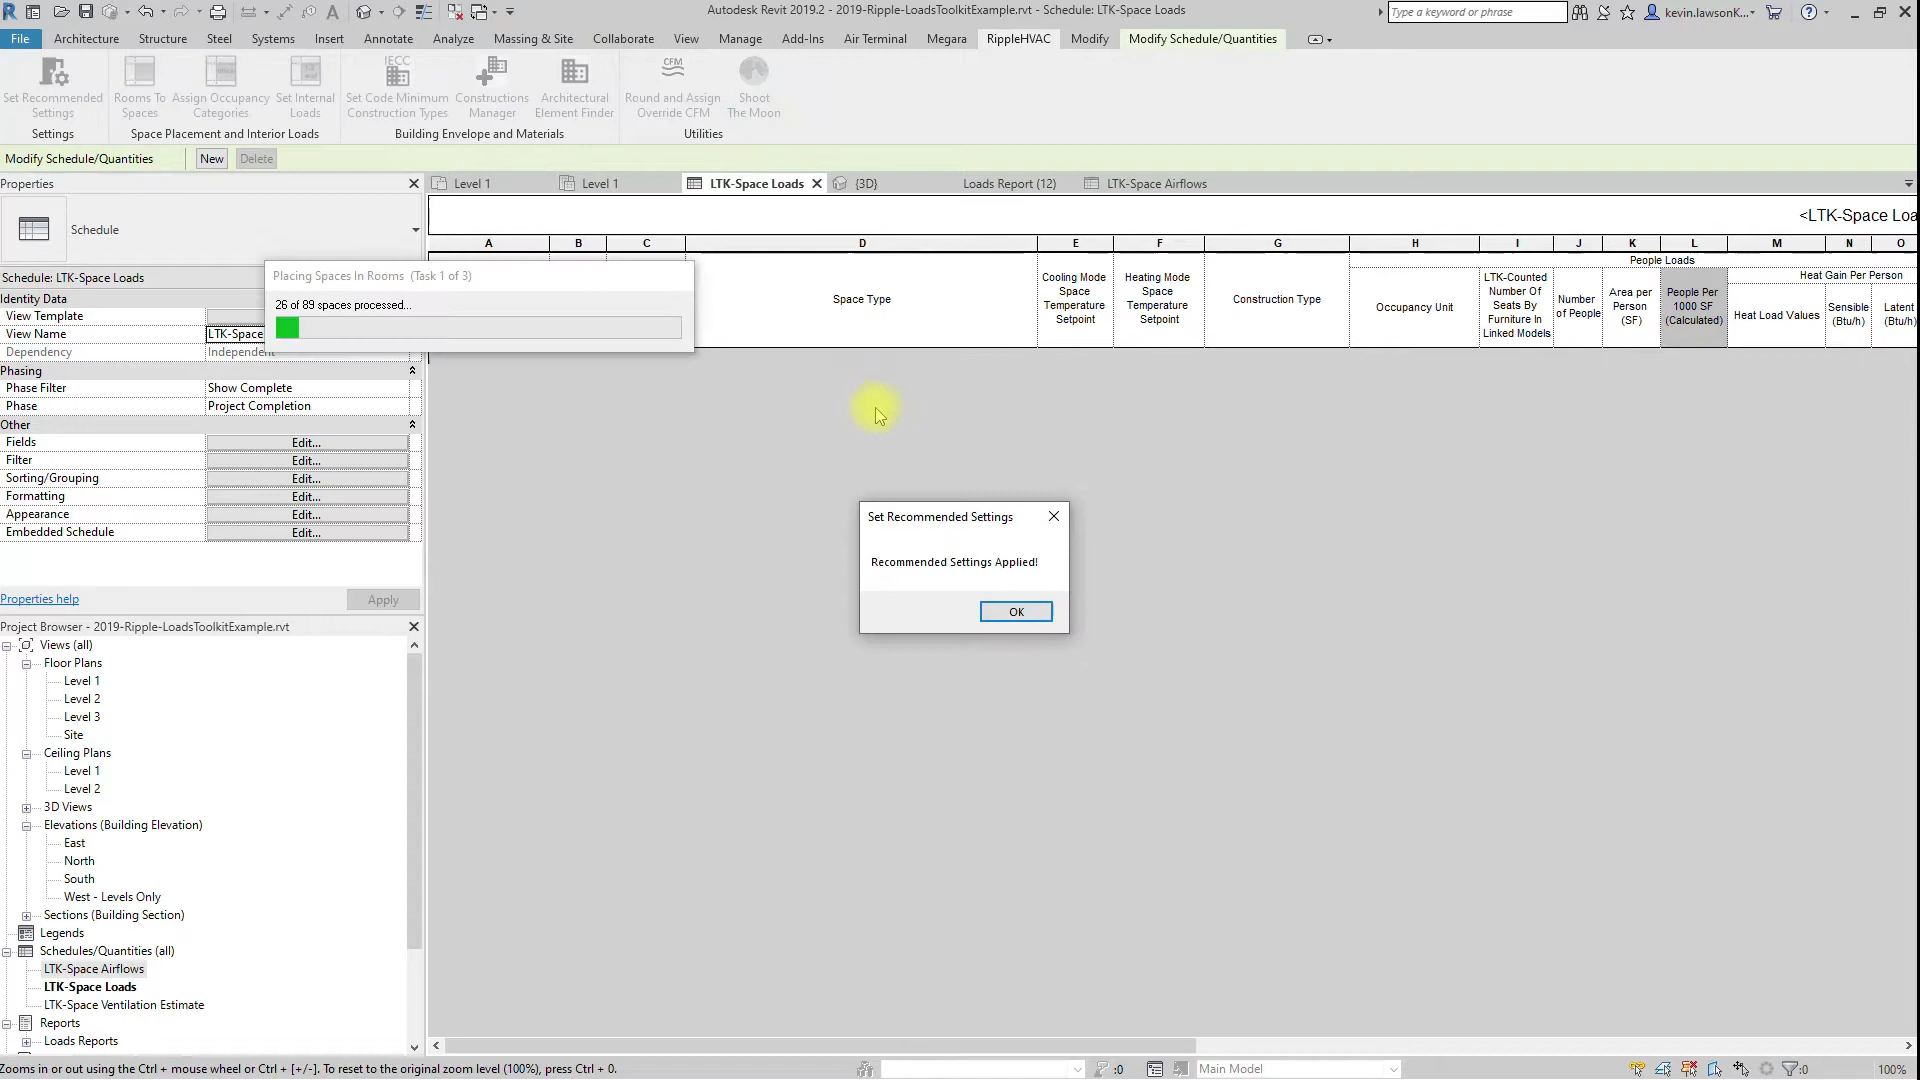 Autodesk Revit 2019.2 - 2019-Ripple-LoadsToolkitExample.rvt - Schedule: LTK-Space Loads
Type a keyword or phrase
kevin.lawsonK...
File Architecture Structure Steel Systems Insert Annotate Analyze Massing & Site Collaborate View Manage Add-Ins Air Terminal Megara RippleHVAC Modify Modify Schedule/Quantities
Set Recommended
Settings
Rooms To
Spaces
Assign Occupancy
Categories
Set Internal
Loads
IECC
Set Code Minimum
Construction Types
Constructions
Manager
Architectural
Element Finder
CFM
Round and Assign
Override CFM
Shoot
The Moon
Settings
Space Placement and Interior Loads
Building Envelope and Materials
Utilities
Modify Schedule/Quantities New Delete
Properties
Level 1 Level 1 LTK-Space Loads {3D} Loads Report (12) LTK-Space Airflows
Schedule
<LTK-Space Loa
A B C D E F G H I J K L M N O
Schedule: LTK-Space Loads
Identity Data
View Template
View Name LTK-Space
Dependency Independent
Phasing
Phase Filter Show Complete
Phase Project Completion
Other
Fields Edit...
Filter Edit...
Sorting/Grouping Edit...
Formatting Edit...
Appearance Edit...
Embedded Schedule Edit...
Properties help Apply
Placing Spaces In Rooms (Task 1 of 3)
26 of 89 spaces processed...
Space Type
Cooling Mode
Space
Temperature
Setpoint
Heating Mode
Space
Temperature
Setpoint
Construction Type
People Loads
Occupancy Unit
LTK-Counted
Number Of
Seats By
Furniture In
Linked Models
Number
of People
Area per
Person
(SF)
People Per
1000 SF
(Calculated)
Heat Gain Per Person
Heat Load Values
Sensible
(Btu/h)
Latent
(Btu/h)
Set Recommended Settings
Recommended Settings Applied!
OK
Project Browser - 2019-Ripple-LoadsToolkitExample.rvt
Views (all)
Floor Plans
Level 1
Level 2
Level 3
Site
Ceiling Plans
Level 1
Level 2
3D Views
Elevations (Building Elevation)
East
North
South
West - Levels Only
Sections (Building Section)
Legends
Schedules/Quantities (all)
LTK-Space Airflows
LTK-Space Loads
LTK-Space Ventilation Estimate
Reports
Loads Reports
Zooms in or out using the Ctrl + mouse wheel or Ctrl + [+/-]. To reset to the original zoom level (100%), press Ctrl + 0.
:0
Main Model
:0
100%